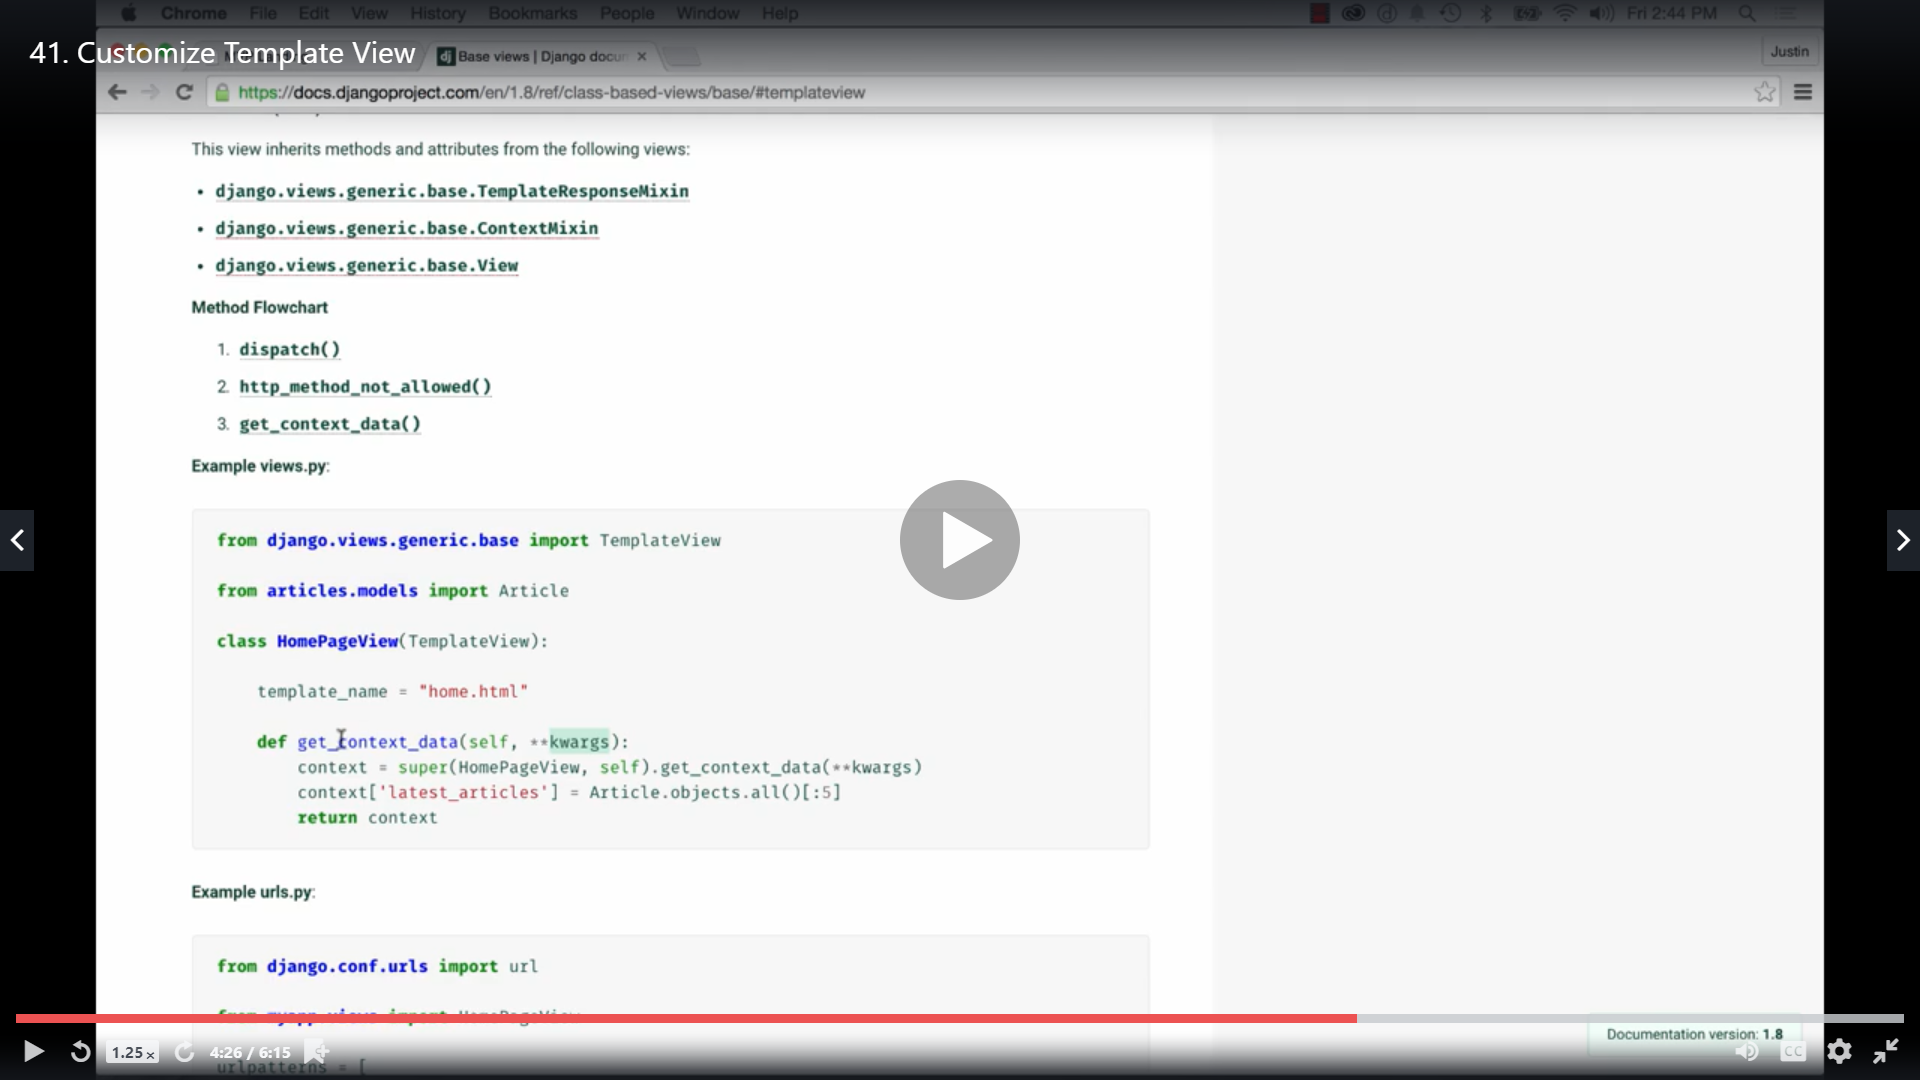 Chrome File Edit View History Bookmarks People Window Help
Fri 2:44 PM
41. Customize Template View
Base views | Django docu
Justin
https://docs.djangoproject.com/en/1.8/ref/class-based-views/base/#templateview
This view inherits methods and attributes from the following views:
• django.views.generic.base.TemplateResponseMixin
• django.views.generic.base.ContextMixin
• django.views.generic.base.View
Method Flowchart
1. dispatch()
2. http_method_not_allowed()
3. get_context_data()
Example views.py:
from django.views.generic.base import TemplateView
from articles.models import Article
class HomePageView(TemplateView):
template_name = "home.html"
def get_context_data(self, **kwargs):
context = super(HomePageView, self).get_context_data(**kwargs)
context['latest_articles'] = Article.objects.all()[:5]
return context
Example urls.py:
from django.conf.urls import url
from myapp.views import HomePageView
Documentation version: 1.8
1.25x
4:26 / 6:15
CC
urlpatterns = [